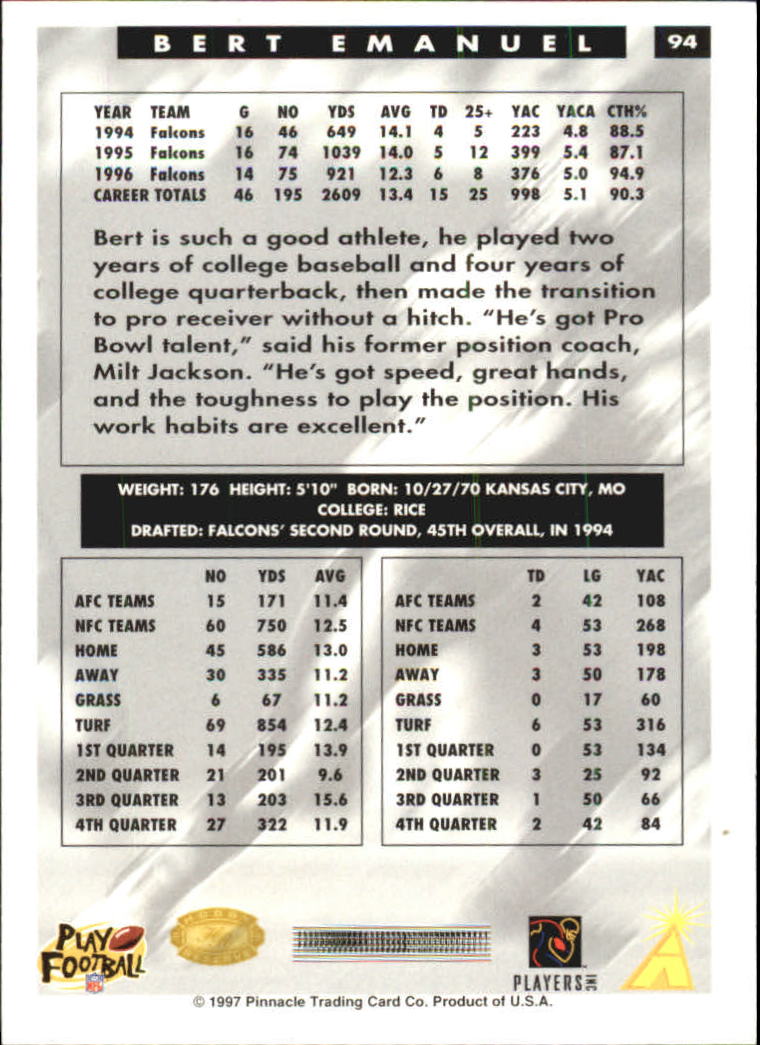 BERT EMANUEL 94
YEAR TEAM G NO YDS AVG TD 25+ YAC YACA CTH%
1994 Falcons 16 46 649 14.1 4 5 223 4.8 88.5
1995 Falcons 16 74 1039 14.0 5 12 399 5.4 87.1
1996 Falcons 14 75 921 12.3 6 8 376 5.0 94.9
CAREER TOTALS 46 195 2609 13.4 15 25 998 5.1 90.3
Bert is such a good athlete, he played two
years of college baseball and four years of
college quarterback, then made the transition
to pro receiver without a hitch. "He's got Pro
Bowl talent," said his former position coach,
Milt Jackson. "He's got speed, great hands,
and the toughness to play the position. His
work habits are excellent."
WEIGHT: 176 HEIGHT: 5'10" BORN: 10/27/70 KANSAS CITY, MO
COLLEGE: RICE
DRAFTED: FALCONS' SECOND ROUND, 45TH OVERALL, IN 1994
NO YDS AVG
AFC TEAMS 15 171 11.4
NFC TEAMS 60 750 12.5
HOME 45 586 13.0
AWAY 30 335 11.2
GRASS 6 67 11.2
TURF 69 854 12.4
1ST QUARTER 14 195 13.9
2ND QUARTER 21 201 9.6
3RD QUARTER 13 203 15.6
4TH QUARTER 27 322 11.9
TD LG YAC
AFC TEAMS 2 42 108
NFC TEAMS 4 53 268
HOME 3 53 198
AWAY 3 50 178
GRASS 0 17 60
TURF 6 53 316
1ST QUARTER 0 53 134
2ND QUARTER 3 25 92
3RD QUARTER 1 50 66
4TH QUARTER 2 42 84
PLAY
FOOTBALL
NFL
HOBBY
RESERVE
PLAYERS INC
© 1997 Pinnacle Trading Card Co. Product of U.S.A.